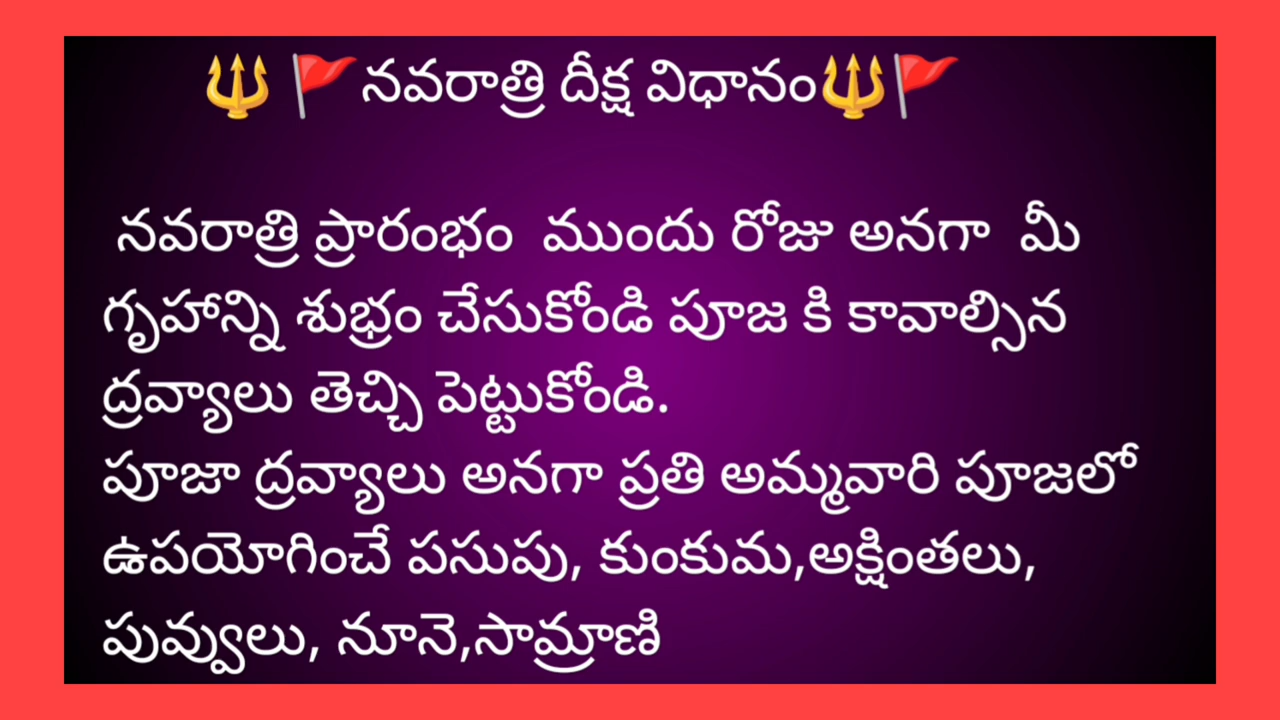 🔱 🚩నవరాత్రి దీక్ష విధానం🔱🚩
నవరాత్రి ప్రారంభం ముందు రోజు అనగా మీ
గృహాన్ని శుభ్రం చేసుకోండి పూజ కి కావాల్సిన
ద్రవ్యాలు తెచ్చి పెట్టుకోండి.
పూజా ద్రవ్యాలు అనగా ప్రతి అమ్మవారి పూజలో
ఉపయోగించే పసుపు, కుంకుమ,అక్షింతలు,
పువ్వులు, నూనె,సామ్రాణి